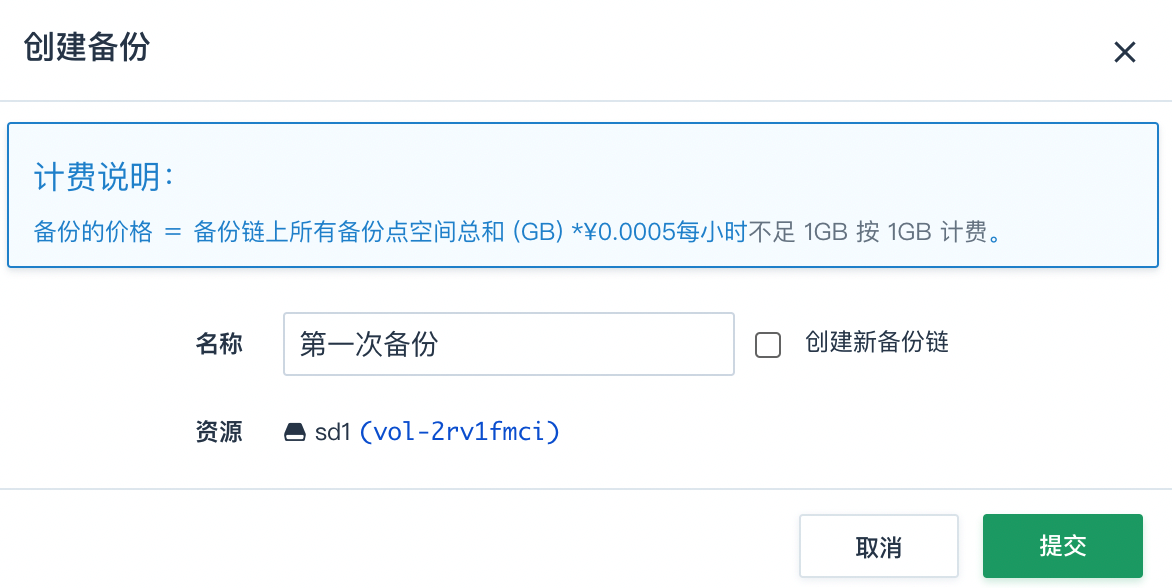 创建备份
计费说明：
备份的价格 = 备份链上所有备份点空间总和 (GB) *¥0.0005每小时不足 1GB 按 1GB 计费。
名称 第一次备份 创建新备份链
资源 sd1 (vol-2rv1fmci)
取消 提交